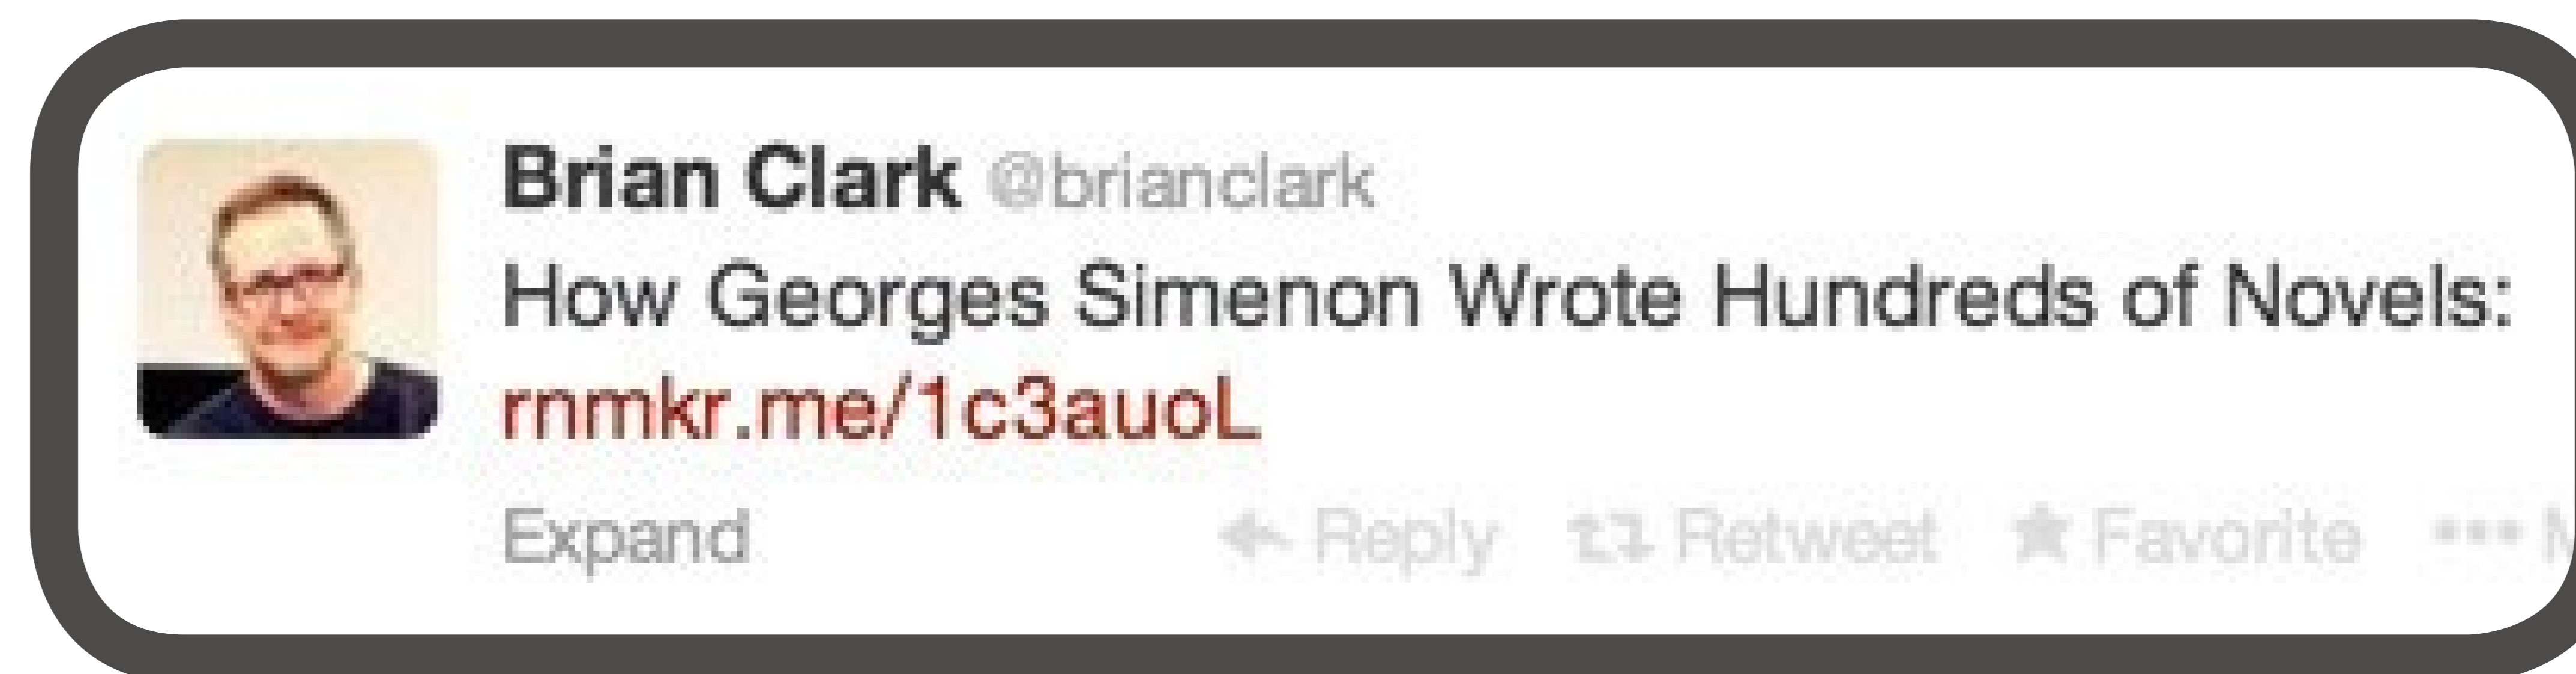 Brian Clark @brianclark
How Georges Simenon Wrote Hundreds of Novels:
rnmkr.me/1c3auoL
Expand Reply Retweet Favorite •••